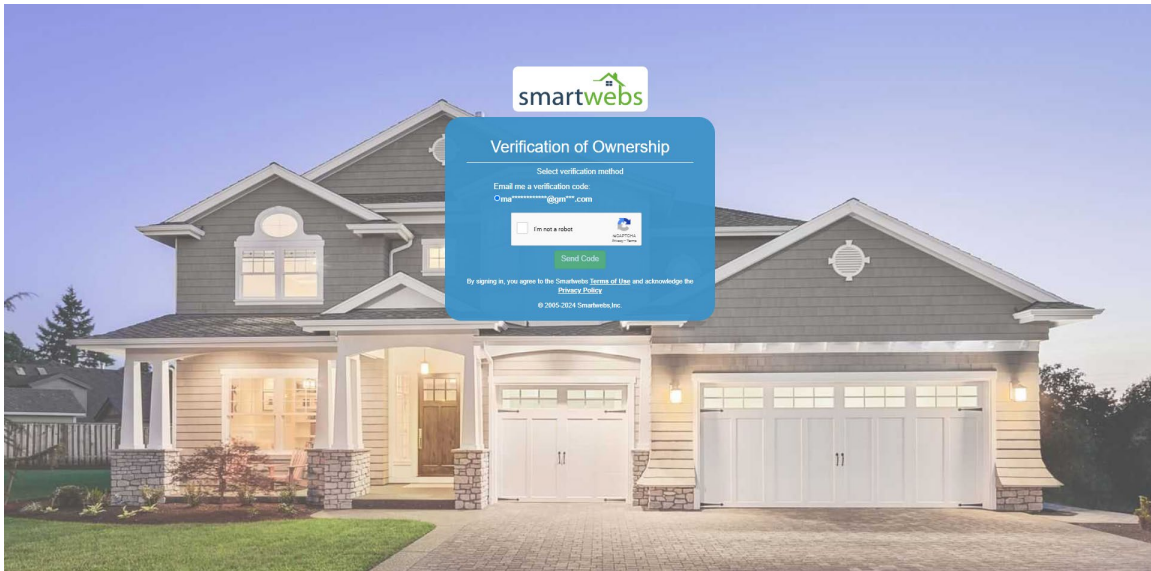 smartwebs
Verification of Ownership
Select verification method
Email me a verification code:
ma************@gm***.com
I'm not a robot
reCAPTCHA
Privacy - Terms
Send Code
By signing in, you agree to the Smartwebs Terms of Use and acknowledge the
Privacy Policy
© 2005-2024 Smartwebs,Inc.